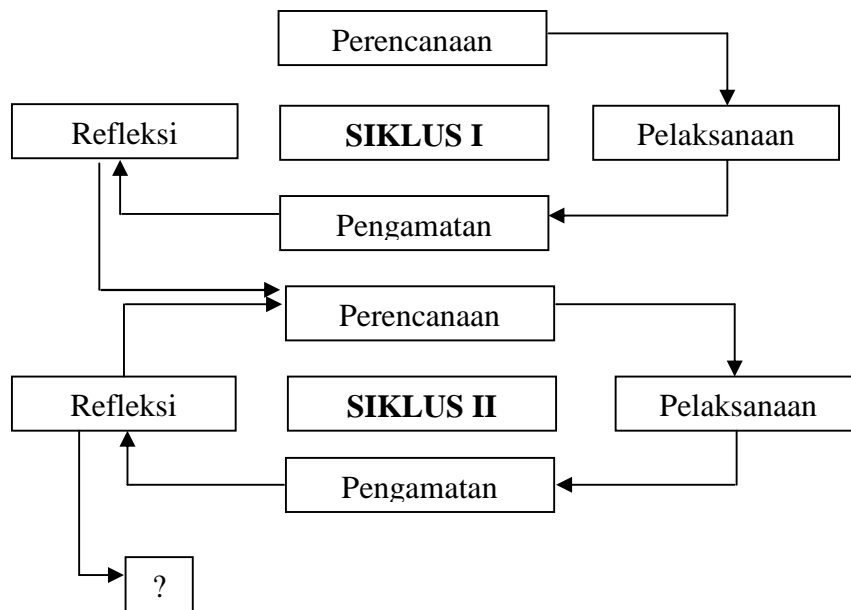 Perencanaan
Refleksi
SIKLUS I
Pelaksanaan
Pengamatan
Perencanaan
Refleksi
SIKLUS II
Pelaksanaan
Pengamatan
?